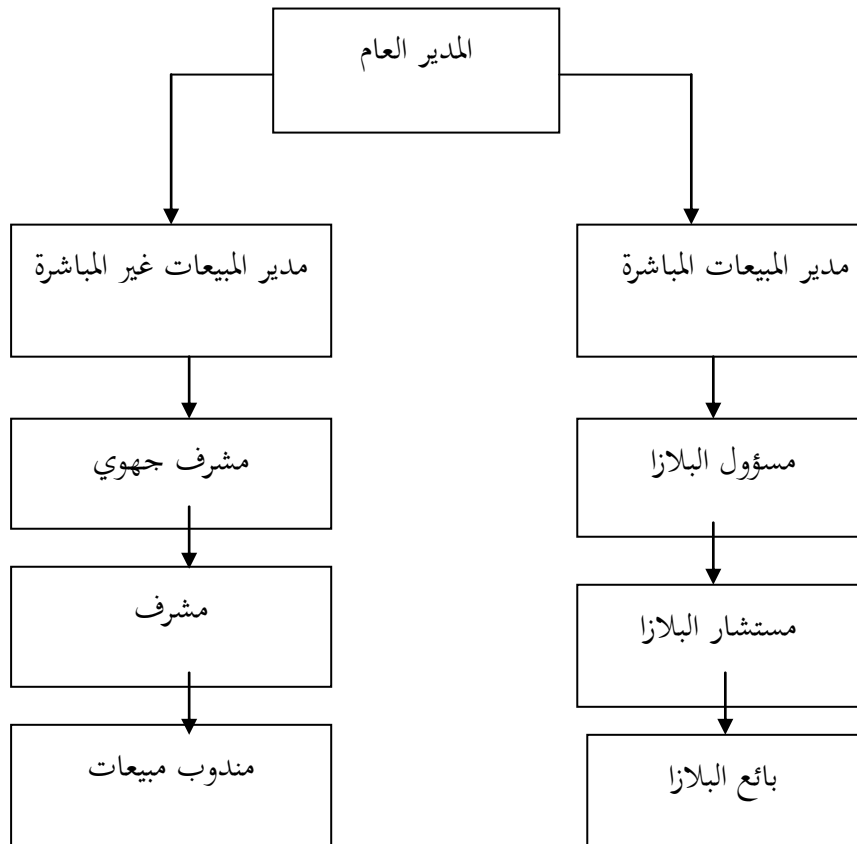 المدير العام
مدير المبيعات المباشرة
مدير المبيعات غير المباشرة
مسؤول البلازا
مشرف جهوي
مستشار البلازا
مشرف
بائع البلازا
مندوب مبيعات